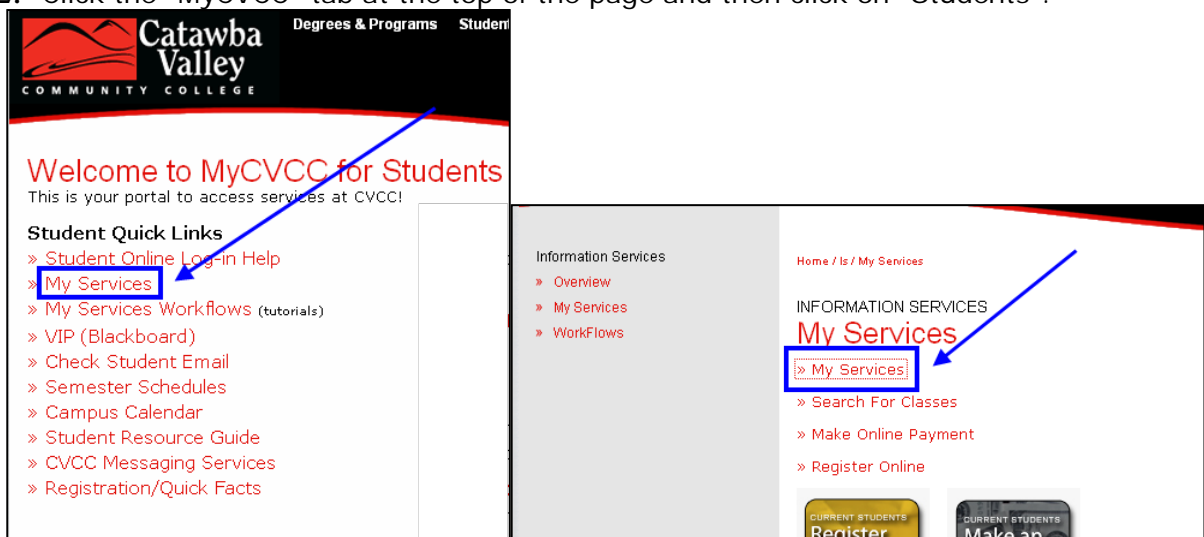 2. Click the "MyCVCC" tab at the top of the page and then click on "Students".
Catawba
Valley
COMMUNITY COLLEGE
Degrees & Programs Student
Welcome to MyCVCC for Students
This is your portal to access services at CVCC!
Student Quick Links
» Student Online Log-in Help
» My Services
» My Services Workflows (tutorials)
» VIP (Blackboard)
» Check Student Email
» Semester Schedules
» Campus Calendar
» Student Resource Guide
» CVCC Messaging Services
» Registration/Quick Facts
Information Services
» Overview
» My Services
» WorkFlows
Home / Is / My Services
INFORMATION SERVICES
My Services
» My Services
» Search For Classes
» Make Online Payment
» Register Online
CURRENT STUDENTS
Register
CURRENT STUDENTS
Make an